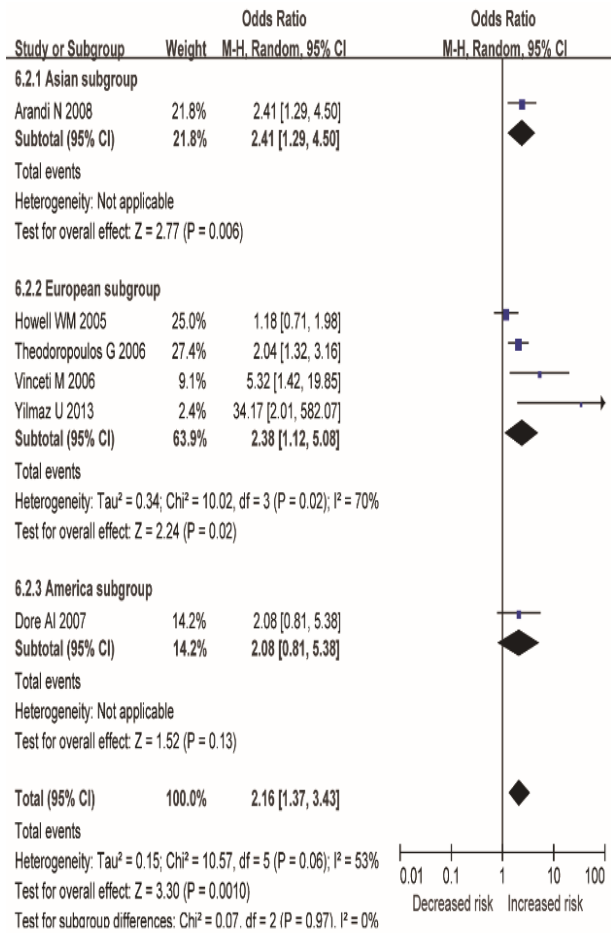 Odds Ratio Odds Ratio
Study or Subgroup Weight M-H, Random, 95% CI M-H, Random, 95% CI
6.2.1 Asian subgroup
Arandi N 2008 21.8% 2.41 [1.29, 4.50]
Subtotal (95% CI) 21.8% 2.41 [1.29, 4.50]
Total events
Heterogeneity: Not applicable
Test for overall effect: Z = 2.77 (P = 0.006)
6.2.2 European subgroup
Howell WM 2005 25.0% 1.18 [0.71, 1.98]
Theodoropoulos G 2006 27.4% 2.04 [1.32, 3.16]
Vinceti M 2006 9.1% 5.32 [1.42, 19.85]
Yilmaz U 2013 2.4% 34.17 [2.01, 582.07]
Subtotal (95% CI) 63.9% 2.38 [1.12, 5.08]
Total events
Heterogeneity: Tau² = 0.34; Chi² = 10.02, df = 3 (P = 0.02); I² = 70%
Test for overall effect: Z = 2.24 (P = 0.02)
6.2.3 America subgroup
Dore AI 2007 14.2% 2.08 [0.81, 5.38]
Subtotal (95% CI) 14.2% 2.08 [0.81, 5.38]
Total events
Heterogeneity: Not applicable
Test for overall effect: Z = 1.52 (P = 0.13)
Total (95% CI) 100.0% 2.16 [1.37, 3.43]
Total events
Heterogeneity: Tau² = 0.15; Chi² = 10.57, df = 5 (P = 0.06); I² = 53%
Test for overall effect: Z = 3.30 (P = 0.0010)
Test for subgroup differences: Chi² = 0.07, df = 2 (P = 0.97), I² = 0%
0.01 0.1 1 10 100
Decreased risk Increased risk